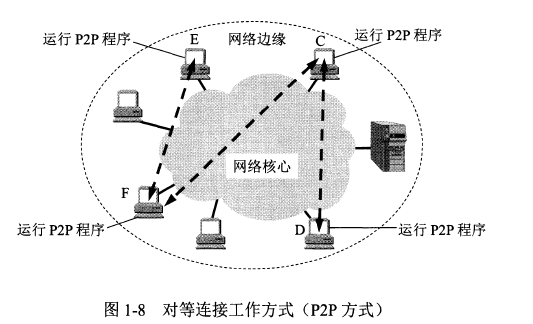 E
网络边缘
C
运行 P2P 程序
运行 P2P 程序
网络核心
F
运行 P2P 程序
D
运行 P2P 程序
图 1-8 对等连接工作方式（P2P 方式）